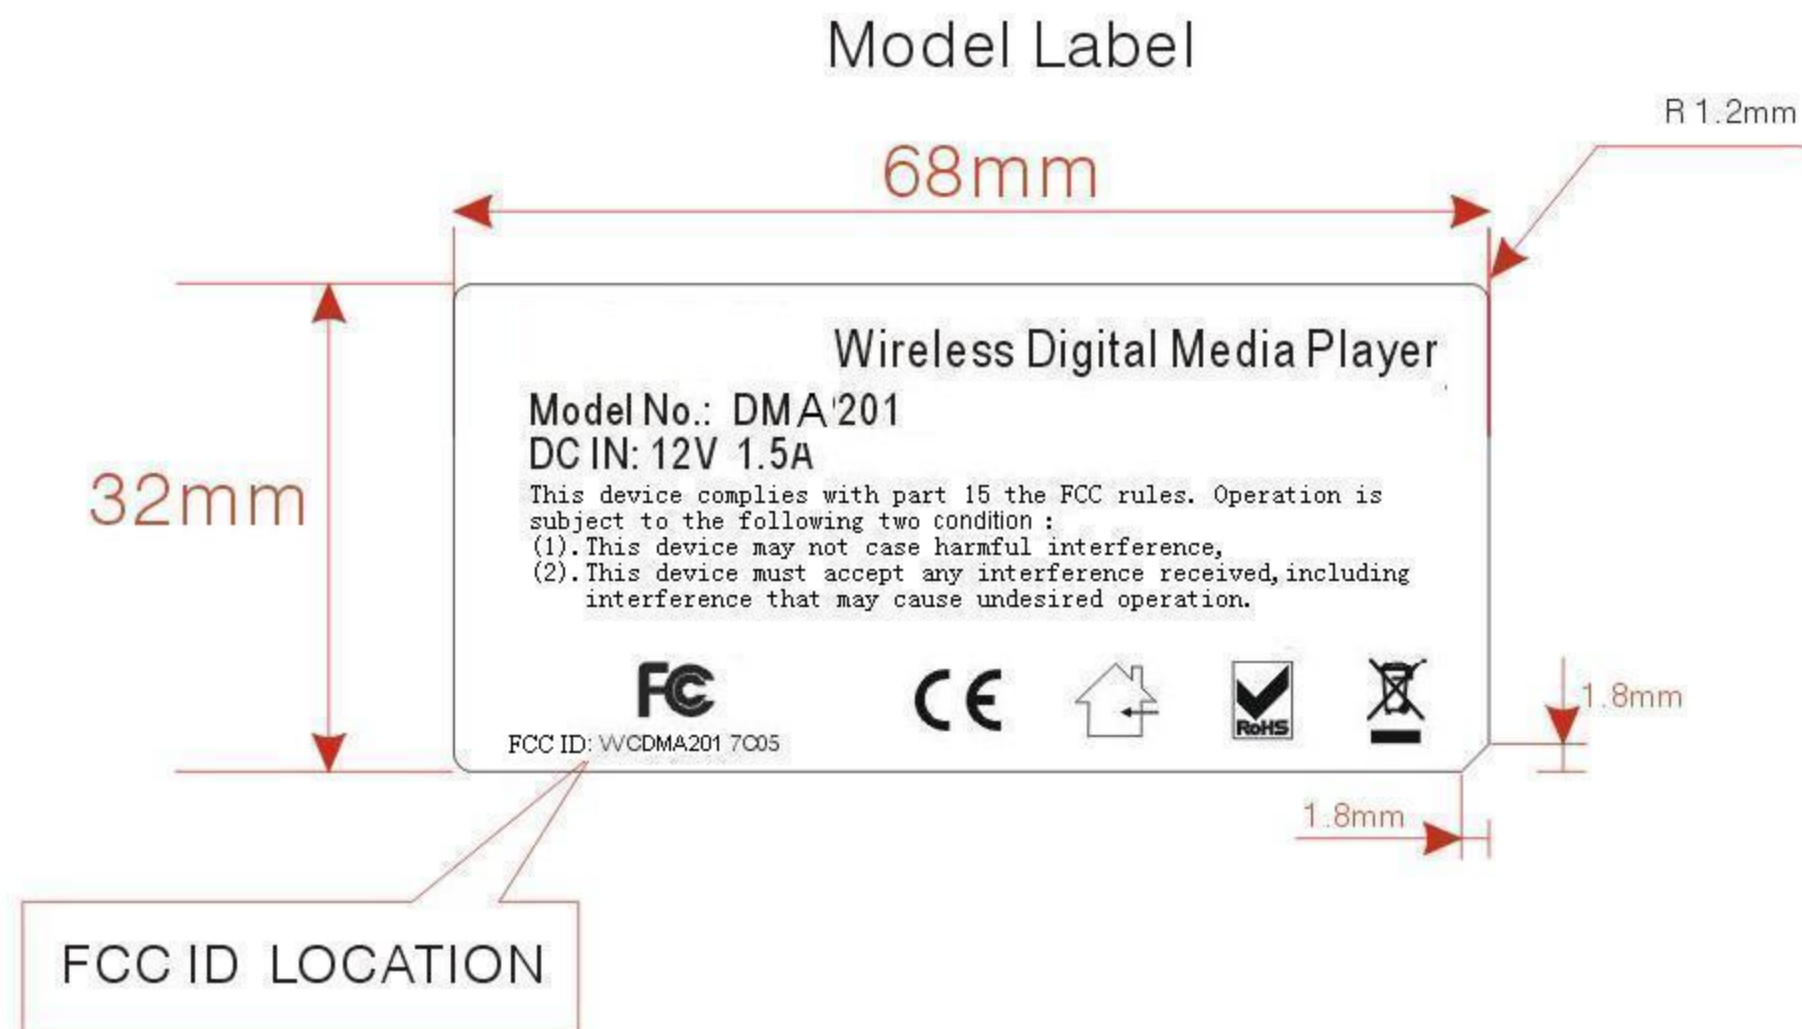 Model Label
R 1.2mm
68mm
32mm
Wireless Digital Media Player
Model No.: DMA 201
DC IN: 12V 1.5A
This device complies with part 15 the FCC rules. Operation is
subject to the following two condition :
(1).This device may not case harmful interference,
(2).This device must accept any interference received,including
interference that may cause undesired operation.
FC
CE
RoHS
1.8mm
FCC ID: WCDMA201 7C05
1.8mm
FCC ID LOCATION